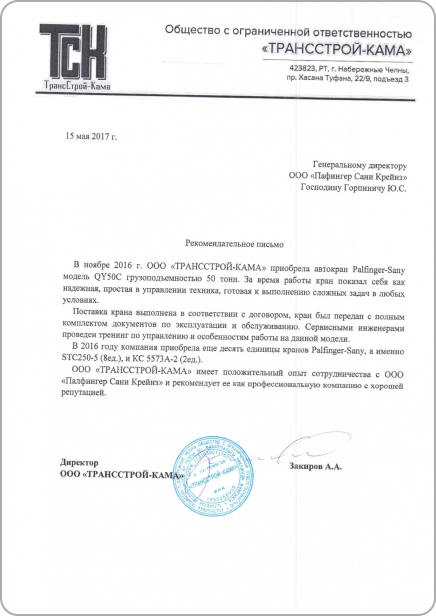 ТСК
ТрансСтрой-Кама
Общество с ограниченной ответственностью
«ТРАНССТРОЙ-КАМА»
423823, РТ, г. Набережные Челны,
пр. Хасана Туфана, 22/9, подъезд 3
15 мая 2017 г.
Генеральному директору
ООО «Пафингер Сани Крейнз»
Господину Горпиничу Ю.С.
Рекомендательное письмо
В ноябре 2016 г. ООО «ТРАНССТРОЙ-КАМА» приобрела автокран Palfinger-Sany
модель QY50C грузоподъемностью 50 тонн. За время работы кран показал себя как
надежная, простая в управлении техника, готовая к выполнению сложных задач в любых
условиях.
Поставка крана выполнена в соответствии с договором, кран был передан с полным
комплектом документов по эксплуатации и обслуживанию. Сервисными инженерами
проведен тренинг по управлению и особенностям работы на данной модели.
В 2016 году компания приобрела еще десять единицы кранов Palfinger-Sany, а именно
STC250-5 (8ед.), и КС 5573А-2 (2ед.).
ООО «ТРАНССТРОЙ-КАМА» имеет положительный опыт сотрудничества с ООО
«Палфингер Сани Крейнз» и рекомендует ее как профессиональную компанию с хорошей
репутацией.
Директор
ООО «ТРАНССТРОЙ-КАМА»
Закиров А.А.
«ТРАНССТРОЙ-КАМА»